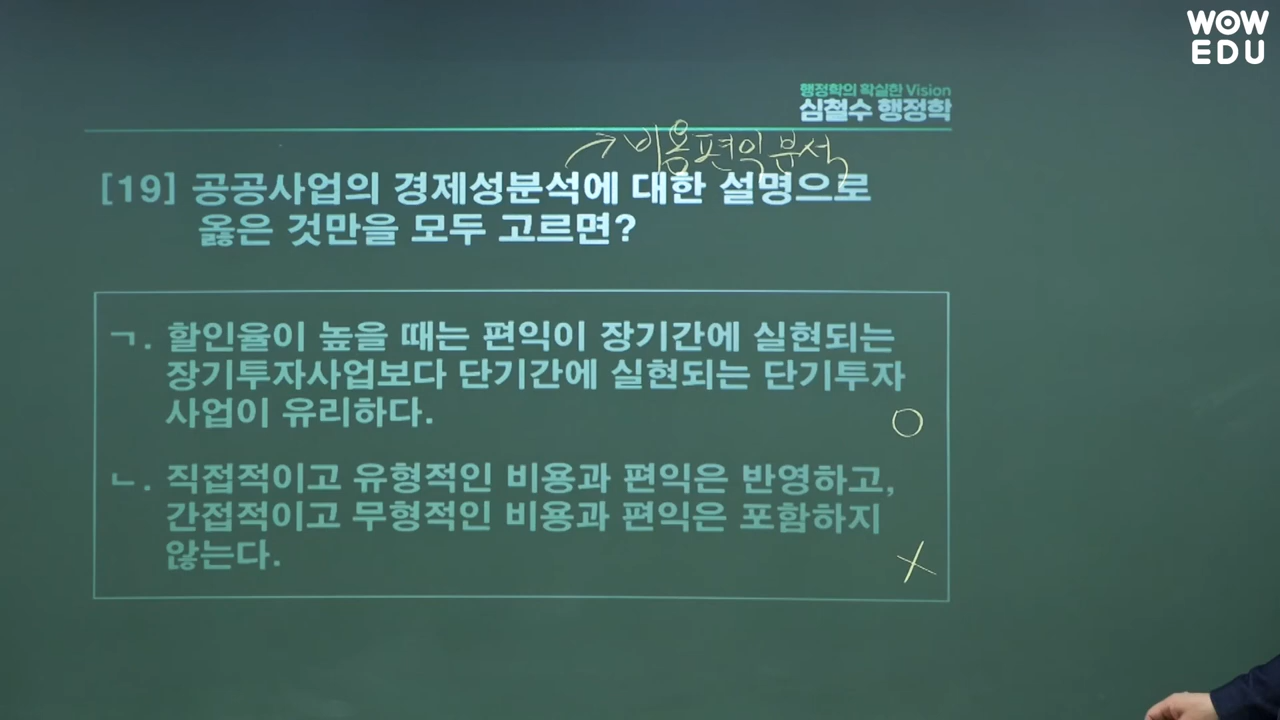 WOW
EDU
행정학의 확실한 Vision
심철수 행정학
→ 비용편익분석
[19] 공공사업의 경제성분석에 대한 설명으로
옳은 것만을 모두 고르면?
ㄱ. 할인율이 높을 때는 편익이 장기간에 실현되는
장기투자사업보다 단기간에 실현되는 단기투자
사업이 유리하다.
○
ㄴ. 직접적이고 유형적인 비용과 편익은 반영하고,
간접적이고 무형적인 비용과 편익은 포함하지
않는다.
×